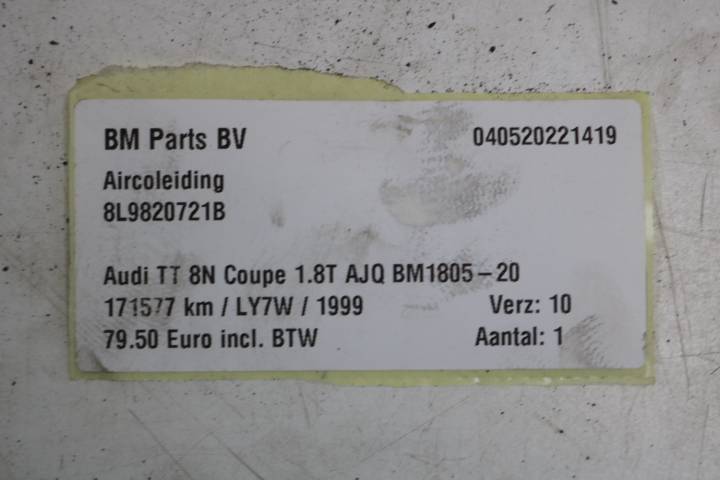 BM Parts BV 040520221419
Aircoleiding
8L9820721B
Audi TT 8N Coupe 1.8T AJQ BM1805-20
171577 km / LY7W / 1999 Verz: 10
79.50 Euro incl. BTW Aantal: 1